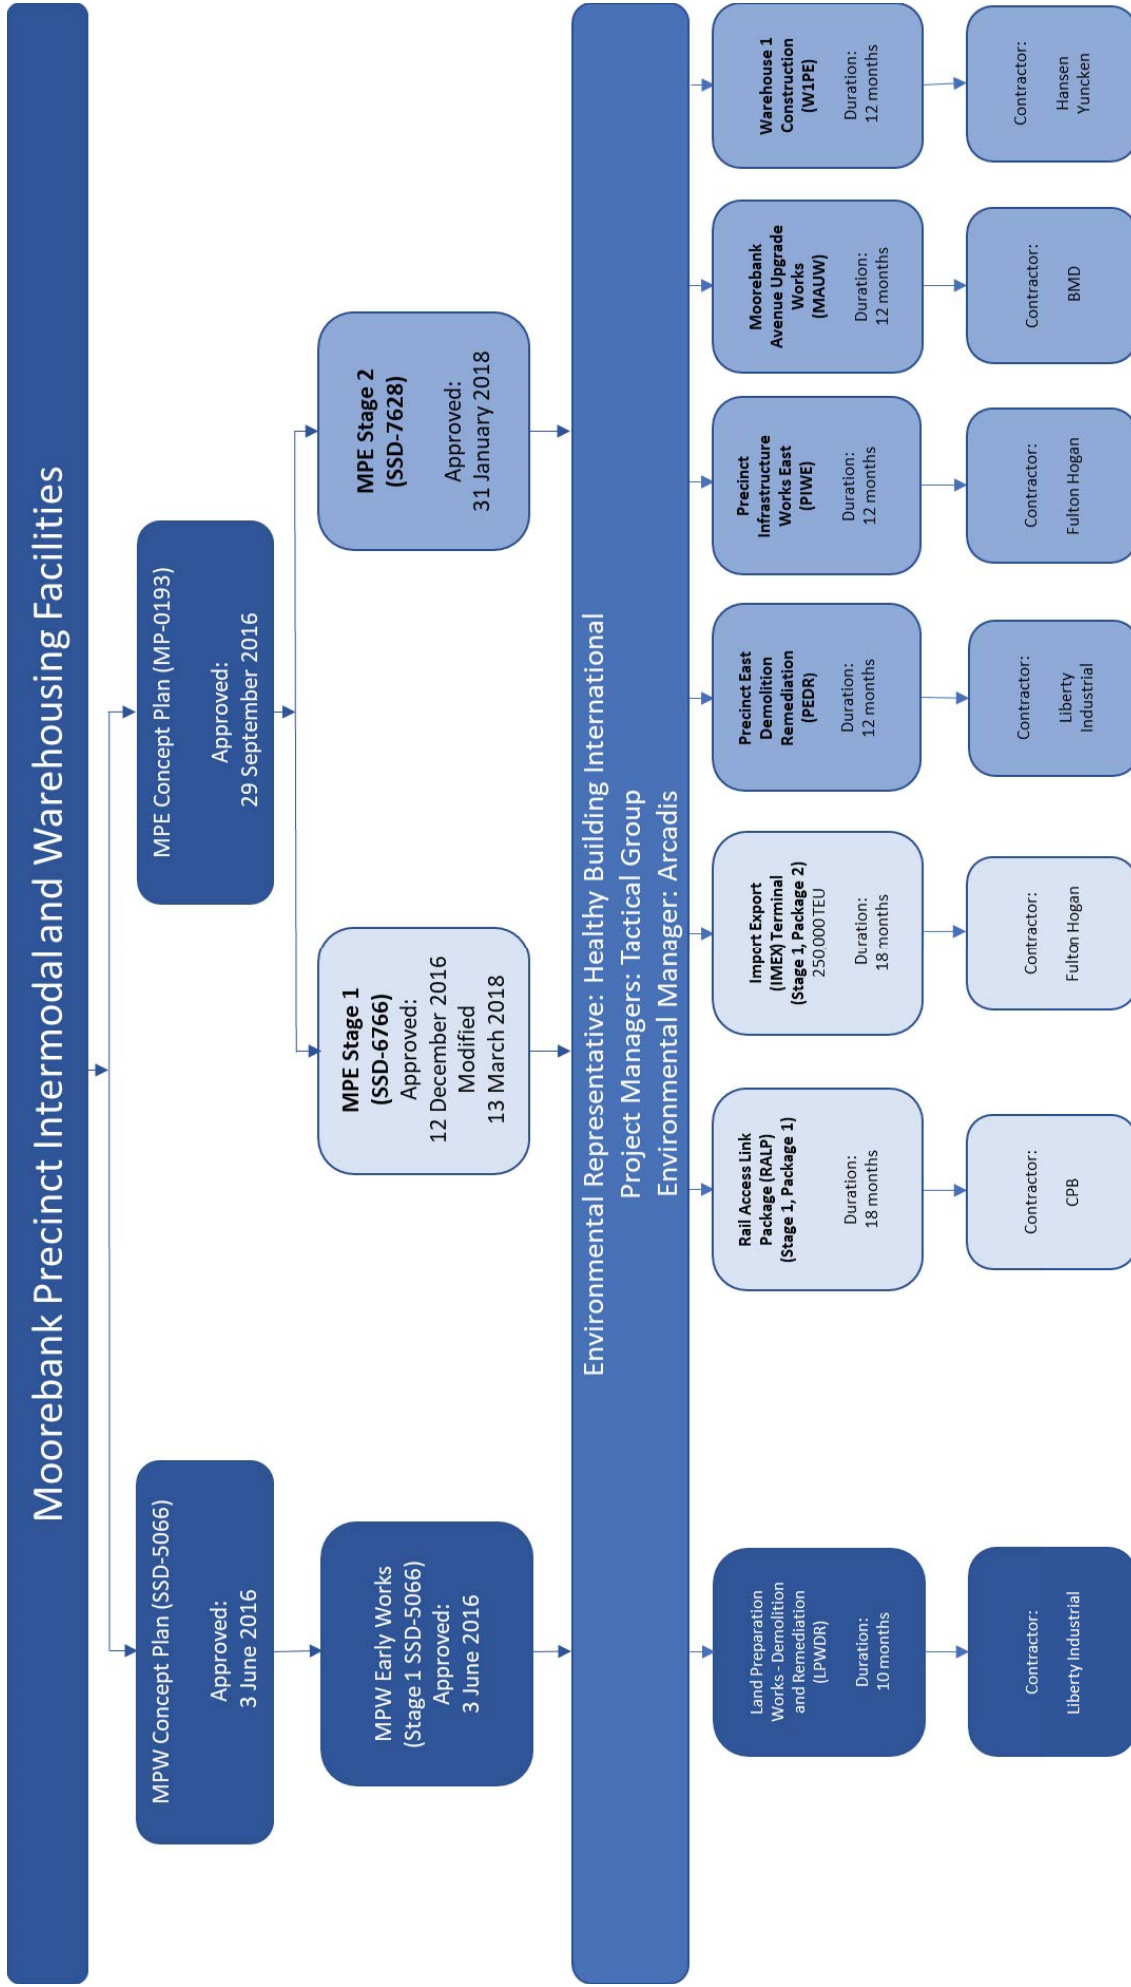 Moorebank Precinct Intermodal and Warehousing Facilities
MPW Concept Plan (SSD-5066)
Approved:
3 June 2016
MPE Concept Plan (MP-0193)
Approved:
29 September 2016
MPW Early Works
(Stage 1 SSD-5066)
Approved:
3 June 2016
MPE Stage 1
(SSD-6766)
Approved:
12 December 2016
Modified
13 March 2018
MPE Stage 2
(SSD-7628)
Approved:
31 January 2018
Environmental Representative: Healthy Building International
Project Managers: Tactical Group
Environmental Manager: Arcadis
Land Preparation
Works - Demolition
and Remediation
(LPWDR)
Duration:
10 months
Rail Access Link
Package (RALP)
(Stage 1, Package 1)
Duration:
18 months
Import Export
(IMEX) Terminal
(Stage 1, Package 2)
250,000 TEU
Duration:
18 months
Precinct East
Demolition
Remediation
(PEDR)
Duration:
12 months
Precinct
Infrastructure
Works East
(PIWE)
Duration:
12 months
Moorebank
Avenue Upgrade
Works
(MAUW)
Duration:
12 months
Warehouse 1
Construction
(W1PE)
Duration:
12 months
Contractor:
Liberty Industrial
Contractor:
CPB
Contractor:
Fulton Hogan
Contractor:
Liberty
Industrial
Contractor:
Fulton Hogan
Contractor:
BMD
Contractor:
Hansen
Yuncken